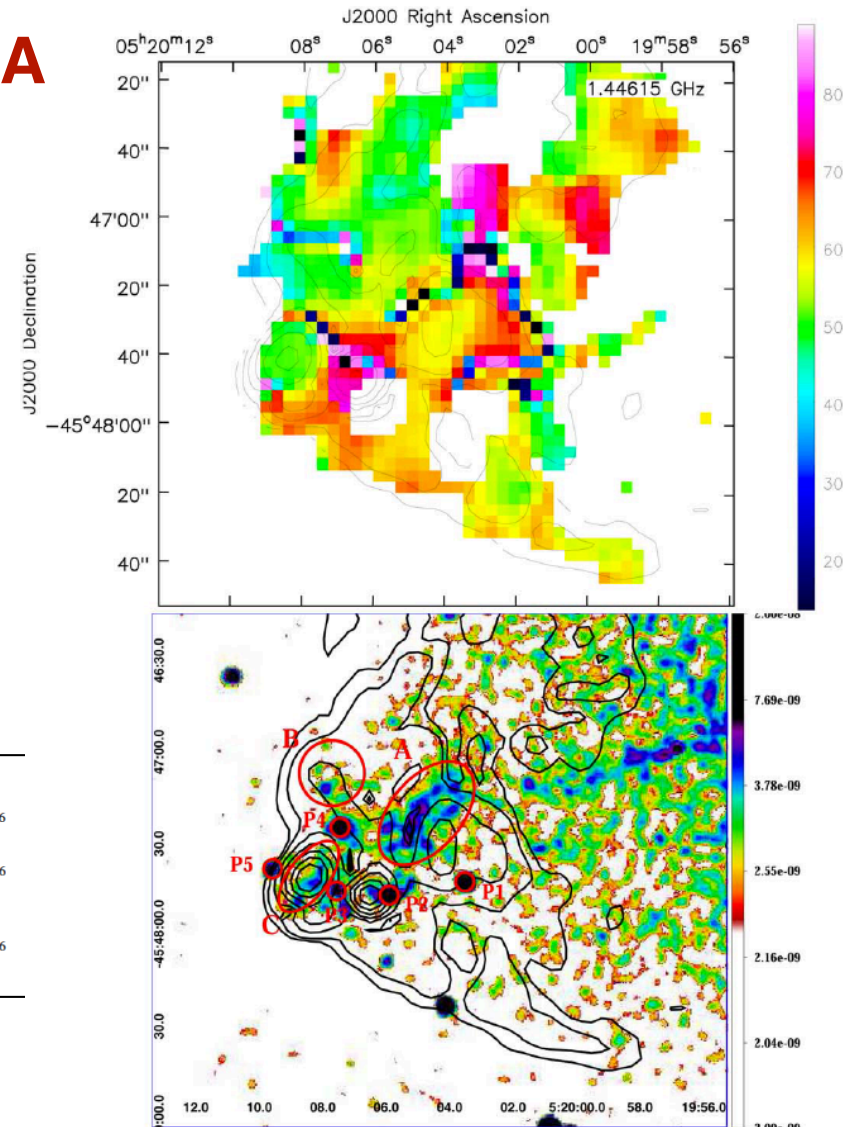 A
J2000 Right Ascension
05ʰ20ᵐ12ˢ 08ˢ 06ˢ 04ˢ 02ˢ 00ˢ 19ˢ58ˢ 56ˢ
1.44615 GHz
20"
40"
47'00"
20"
40"
−45°48'00"
20"
40"
J2000 Declination
80
70
60
50
40
30
20
46:30.0
47:00.0
30.0
-45:48:00.0
30.0
B
A
P4
P5
P3
P2
P1
C
7.69e-09
3.78e-09
2.55e-09
2.16e-09
2.04e-09
12.0 10.0 08.0 06.0 04.0 02.0 5:20:00.0 58.0 19:56.0
6
6
6